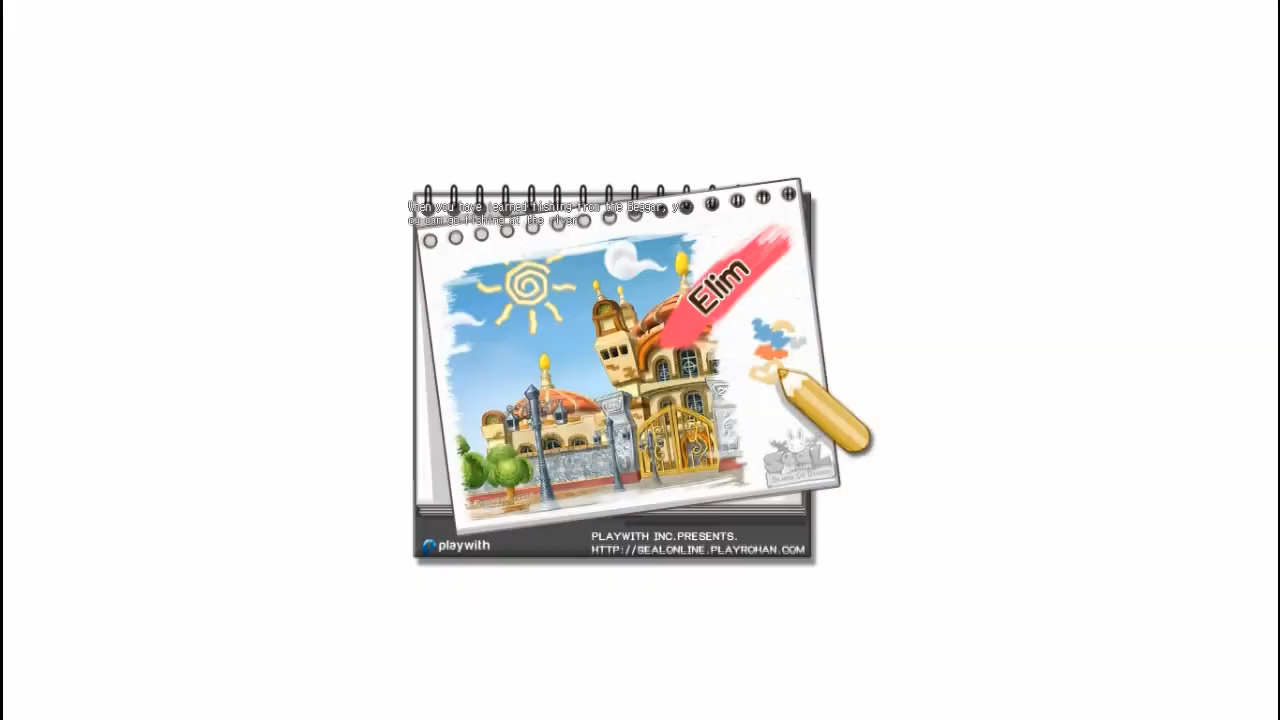 When you have learned fishing from the Beggar, y
ou can go fishing at the river.
Elim
SEAL
playwith
PLAYWITH INC.PRESENTS.
HTTP://SEALONLINE.PLAYROHAN.COM